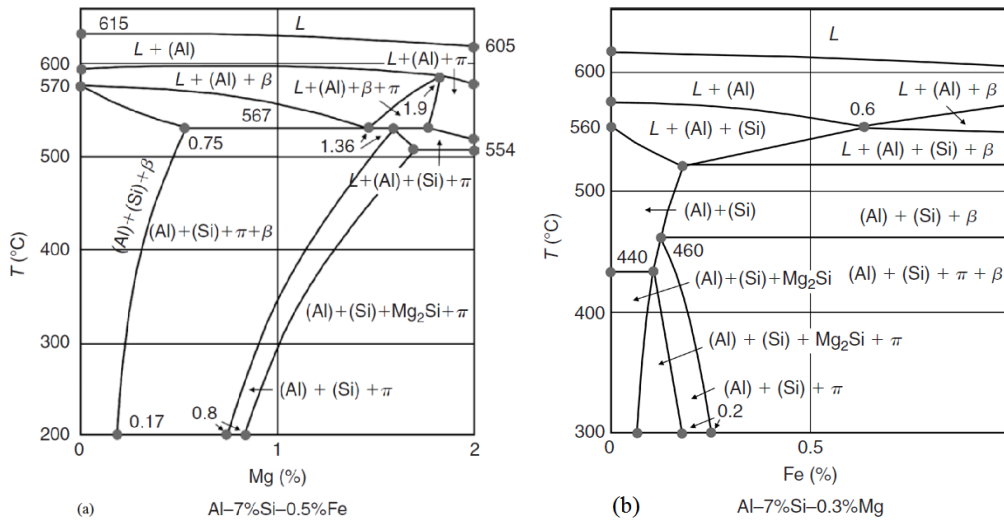 615
L
605
L + (Al)
L+(Al)+π
600
570
L + (Al) + β
L+(Al)+β+π
1.9
567
0.75
1.36
500
554
L+(Al)+(Si)+π
(Al)+(Si)+β
(Al)+(Si)+π+β
T (°C)
400
(Al)+(Si)+Mg₂Si+π
300
(Al) + (Si) +π
0.8
0.17
200
0
1
2
Mg (%)
(a)
Al–7%Si–0.5%Fe
L
600
L + (Al)
L + (Al) + β
0.6
560
L + (Al) + (Si)
L + (Al) + (Si) + β
500
(Al)+(Si)
(Al) + (Si) + β
T (°C)
460
440
(Al)+(Si)+Mg₂Si
(Al) + (Si) + π + β
400
(Al) + (Si) + Mg₂Si + π
(Al) + (Si) + π
0.2
300
0
0.5
Fe (%)
(b)
Al–7%Si–0.3%Mg